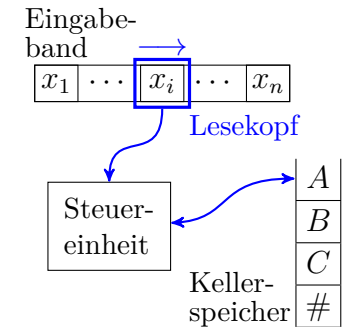 Eingabe-
band
x₁ ⋯ xᵢ ⋯ xₙ
Lesekopf
Steuer-
einheit
A
B
C
#
Keller-
speicher